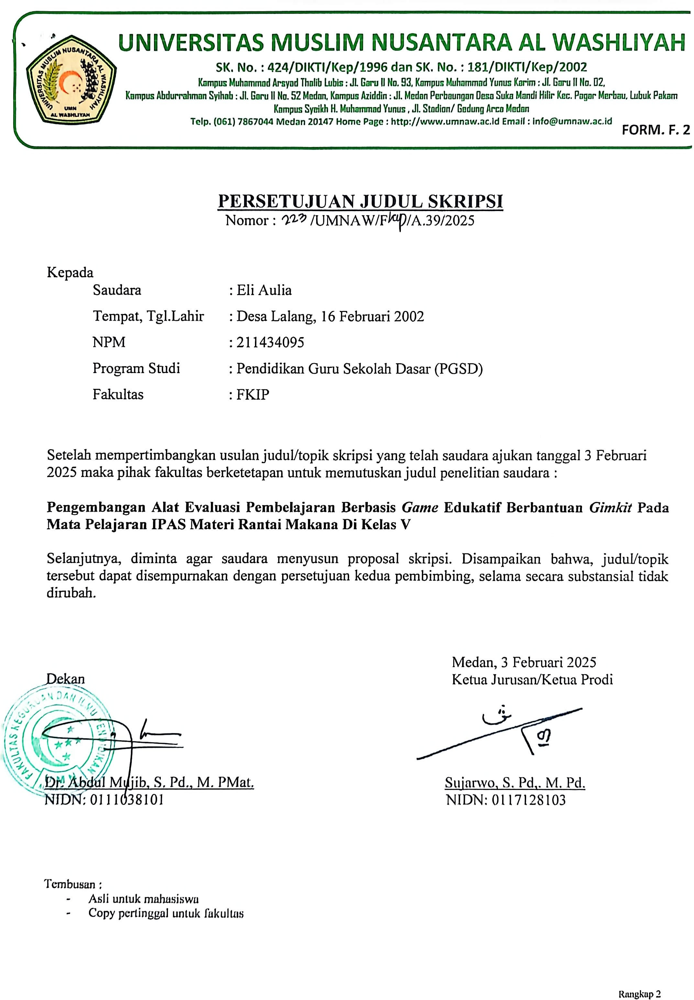 UNIVERSITAS MUSLIM NUSANTARA AL WASHLIYAH
UMN
AL WASHLIYAH
UNIVERSITAS MUSLIM NUSANTARA AL WASHLIYAH
SK. No. : 424/DIKTI/Kep/1996 dan SK. No. : 181/DIKTI/Kep/2002
Kampus Muhammad Arsyad Thalib Lubis : Jl. Garu II No. 93, Kampus Muhammad Yunus Karim : Jl. Garu II No. 02,
Kampus Abdurrahman Syihab : Jl. Garu II No. 52 Medan, Kampus Aziddin : Jl. Medan Perbaungan Desa Suka Mandi Hilir Kec. Pagar Merbau, Lubuk Pakam
Kampus Syeikh H. Muhammad Yunus , Jl. Stadion/ Gedung Arca Medan
Telp. (061) 7867044 Medan 20147 Home Page : http://www.umnaw.ac.id Email : info@umnaw.ac.id
FORM. F. 2
PERSETUJUAN JUDUL SKRIPSI
Nomor : 223 /UMNAW/Fkip/A.39/2025
Kepada
Saudara : Eli Aulia
Tempat, Tgl.Lahir : Desa Lalang, 16 Februari 2002
NPM : 211434095
Program Studi : Pendidikan Guru Sekolah Dasar (PGSD)
Fakultas : FKIP
Setelah mempertimbangkan usulan judul/topik skripsi yang telah saudara ajukan tanggal 3 Februari
2025 maka pihak fakultas berketetapan untuk memutuskan judul penelitian saudara :
Pengembangan Alat Evaluasi Pembelajaran Berbasis Game Edukatif Berbantuan Gimkit Pada
Mata Pelajaran IPAS Materi Rantai Makana Di Kelas V
Selanjutnya, diminta agar saudara menyusun proposal skripsi. Disampaikan bahwa, judul/topik
tersebut dapat disempurnakan dengan persetujuan kedua pembimbing, selama secara substansial tidak
dirubah.
Medan, 3 Februari 2025
Dekan
Ketua Jurusan/Ketua Prodi
FAKULTAS KEGURUAN DAN ILMU PENDIDIKAN
Dr. Abdul Mujib, S. Pd., M. PMat.
NIDN: 0111038101
Sujarwo, S. Pd,. M. Pd.
NIDN: 0117128103
Tembusan :
- Asli untuk mahasiswa
- Copy pertinggal untuk fakultas
Rangkap 2